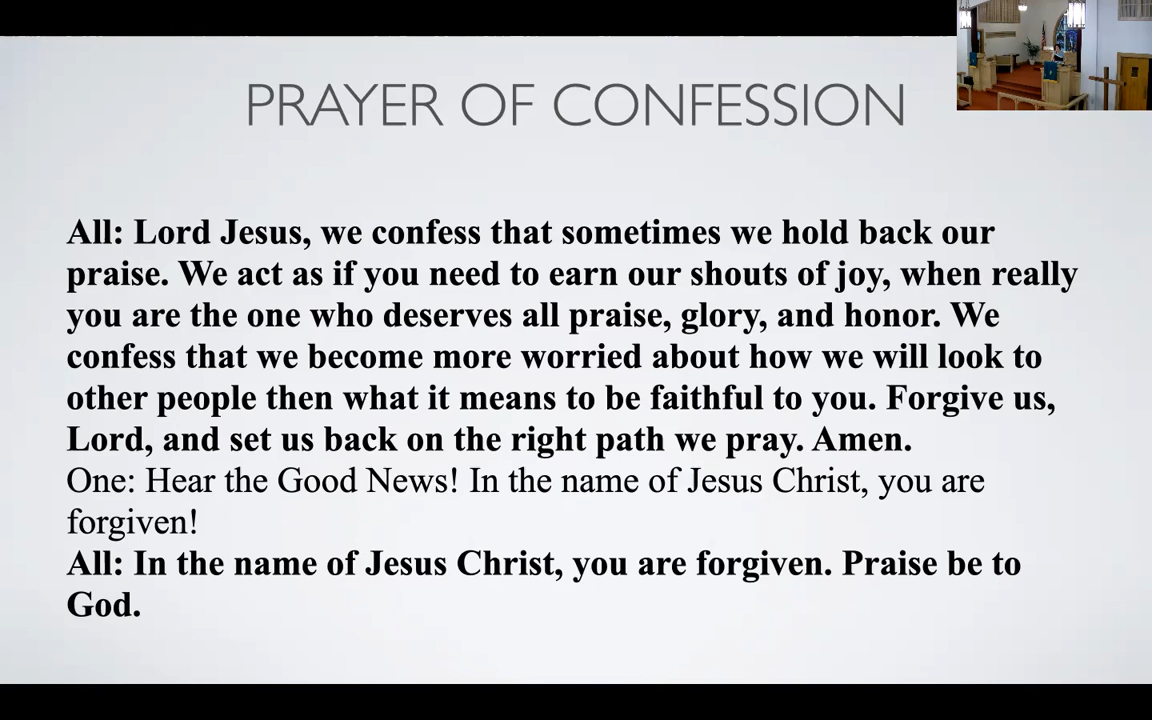 PRAYER OF CONFESSION
All: Lord Jesus, we confess that sometimes we hold back our
praise. We act as if you need to earn our shouts of joy, when really
you are the one who deserves all praise, glory, and honor. We
confess that we become more worried about how we will look to
other people then what it means to be faithful to you. Forgive us,
Lord, and set us back on the right path we pray. Amen.
One: Hear the Good News! In the name of Jesus Christ, you are
forgiven!
All: In the name of Jesus Christ, you are forgiven. Praise be to
God.